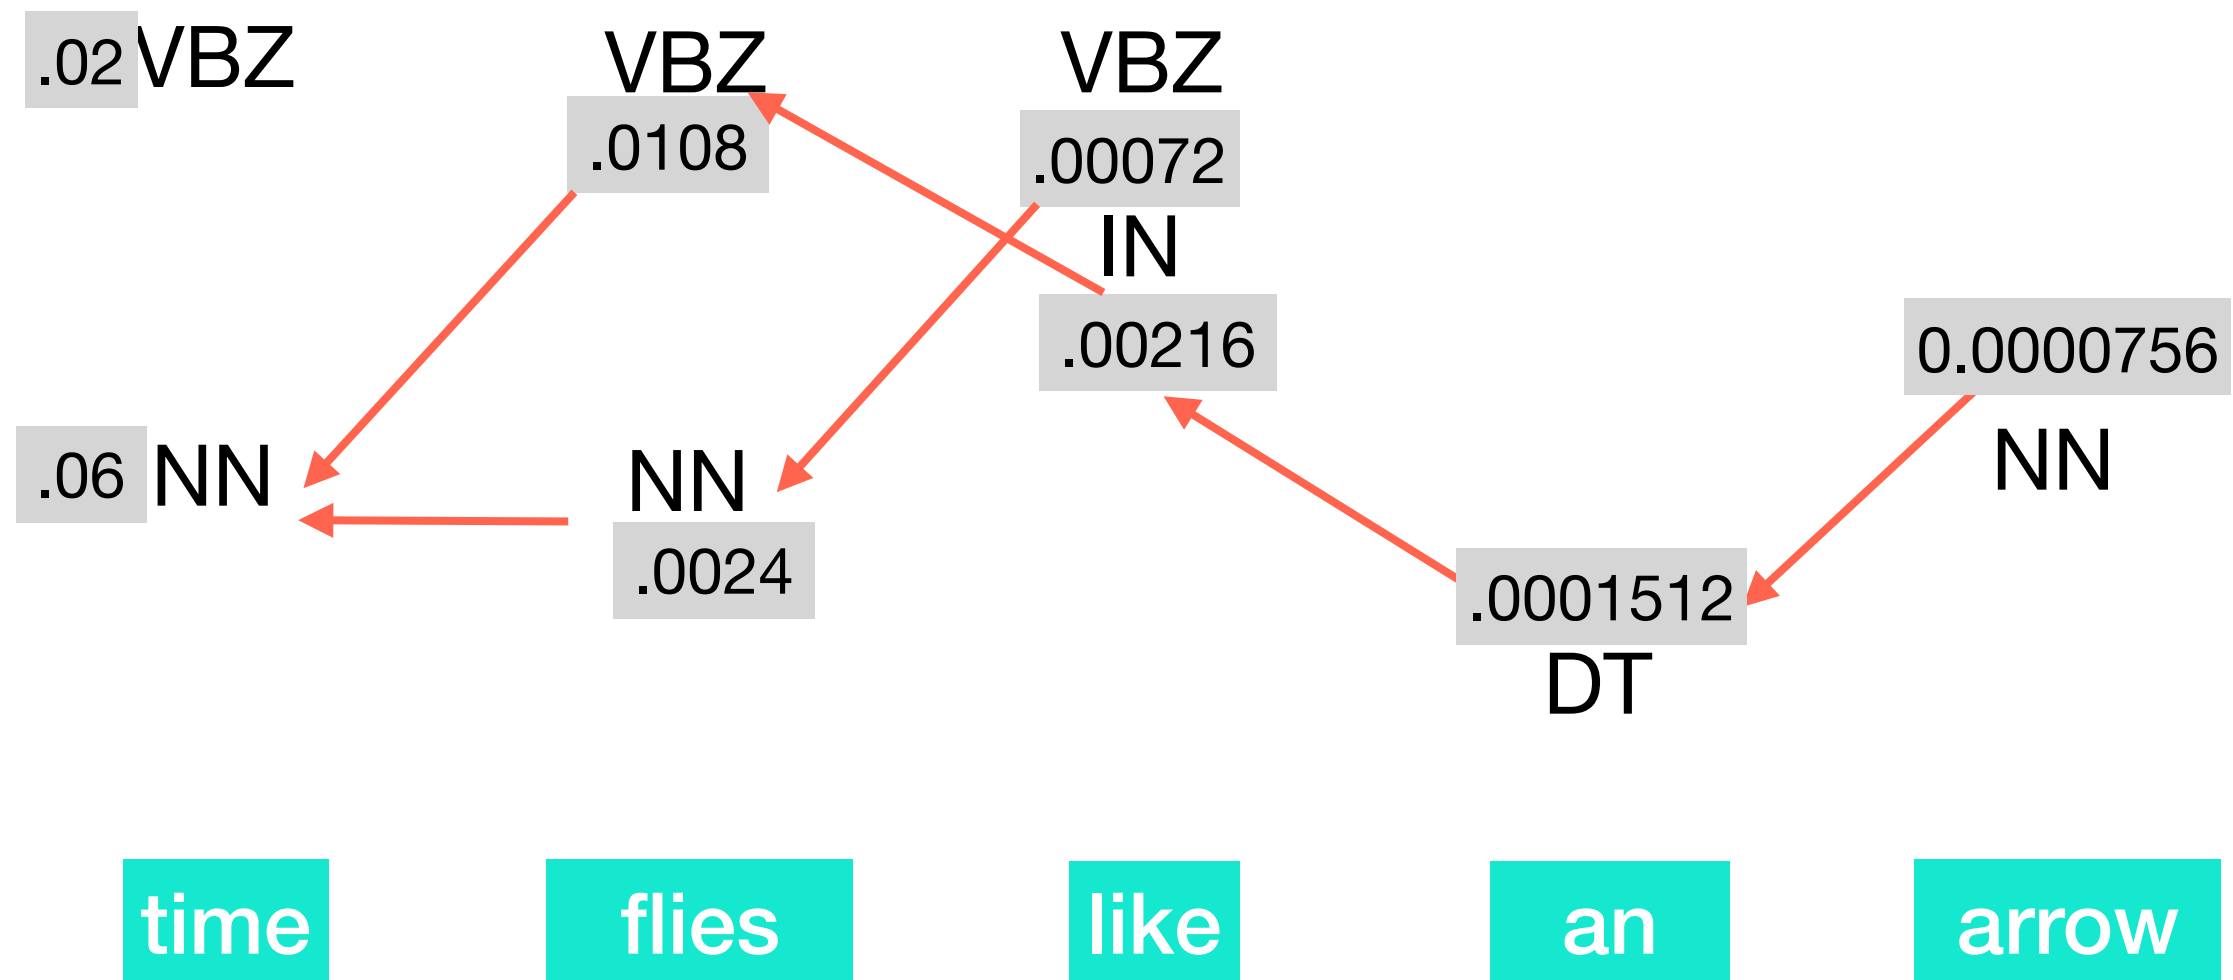 .02 VBZ
VBZ
VBZ
.0108
.00072
IN
.00216
0.0000756
.06 NN
NN
NN
.0024
.0001512
DT
time flies like an arrow